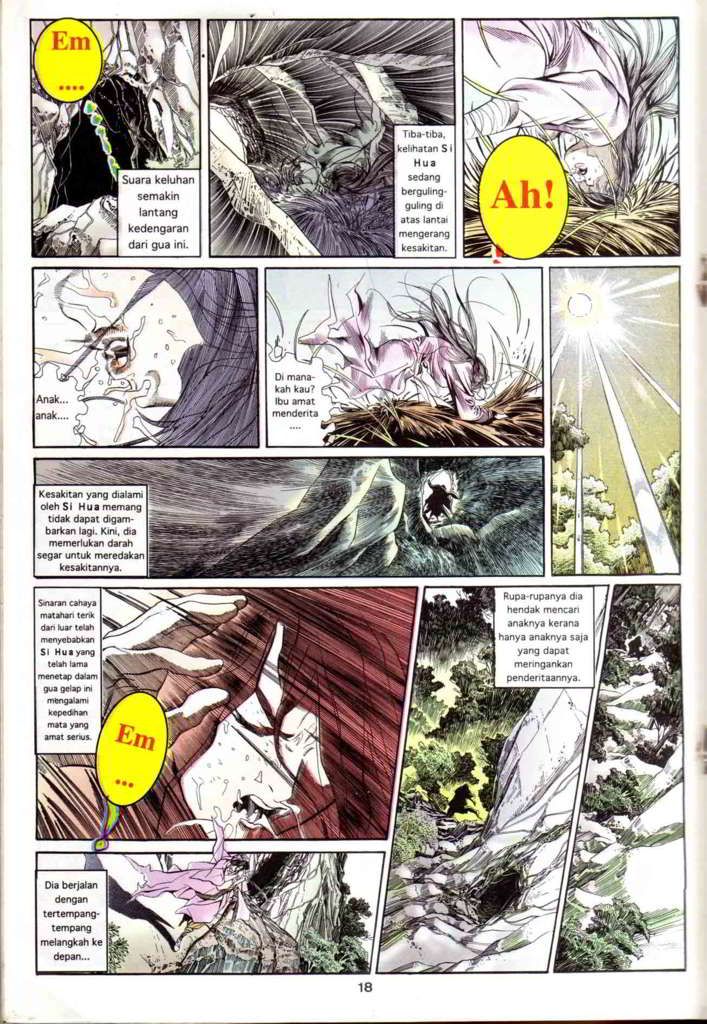 Em
....
Suara keluhan
semakin
lantang
kedengaran
dari gua ini.
Tiba-tiba,
kelihatan Si
Hua
sedang
berguling-
guling di
atas lantai
mengerang
kesakitan.
Ah!
Anak...
anak....
Di mana-
kah kau?
Ibu amat
menderita
....
Kesakitan yang dialami
oleh Si Hua memang
tidak dapat digam-
barkan lagi. Kini, dia
memerlukan darah
segar untuk meredakan
kesakitannya.
Sinaran cahaya
matahari terik
dari luar telah
menyebabkan
Si Hua yang
telah lama
menetap dalam
gua gelap ini
mengalami
kepedihan
mata yang
amat serius.
Em
...
Dia berjalan
dengan
tertempang-
tempang
melangkah ke
depan...
Rupa-rupanya dia
hendak mencari
anaknya kerana
hanya anaknya saja
yang dapat
meringankan
penderitaannya.
18